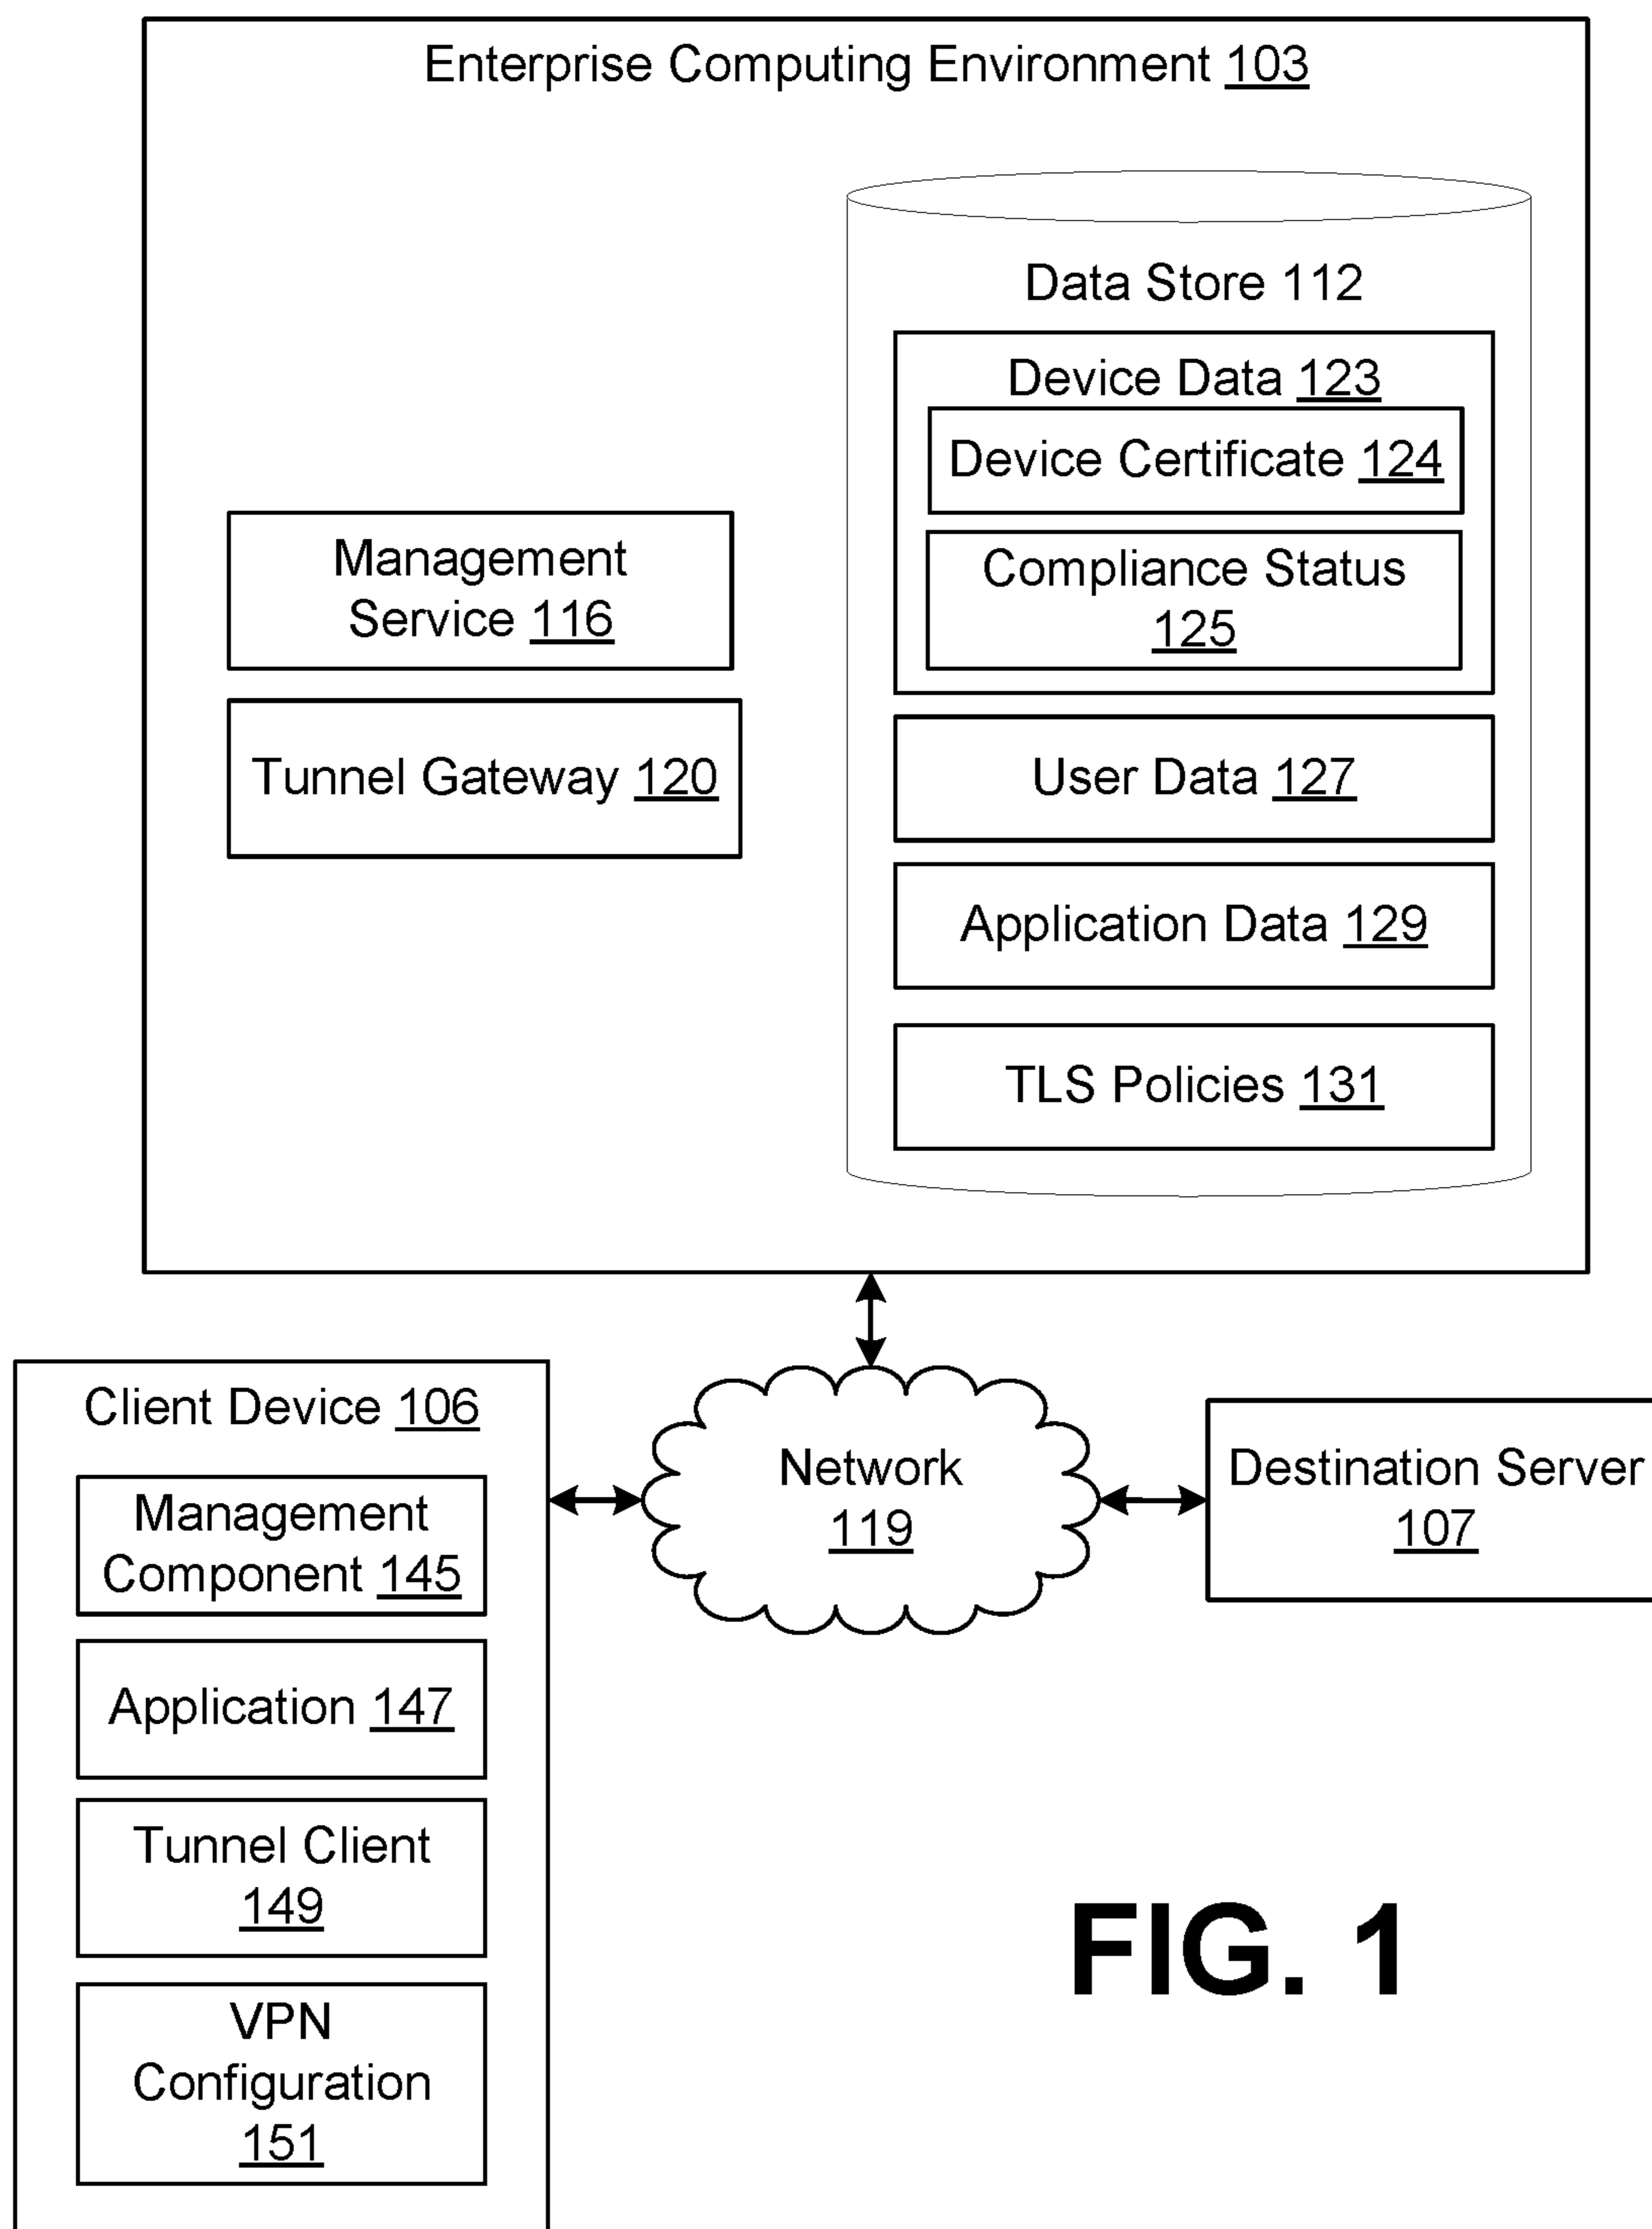 Enterprise Computing Environment 103
Data Store 112
Device Data 123
Device Certificate 124
Compliance Status
125
Management
Service 116
Tunnel Gateway 120
User Data 127
Application Data 129
TLS Policies 131
Client Device 106
Management
Component 145
Application 147
Tunnel Client
149
VPN
Configuration
151
Network
119
Destination Server
107
FIG. 1